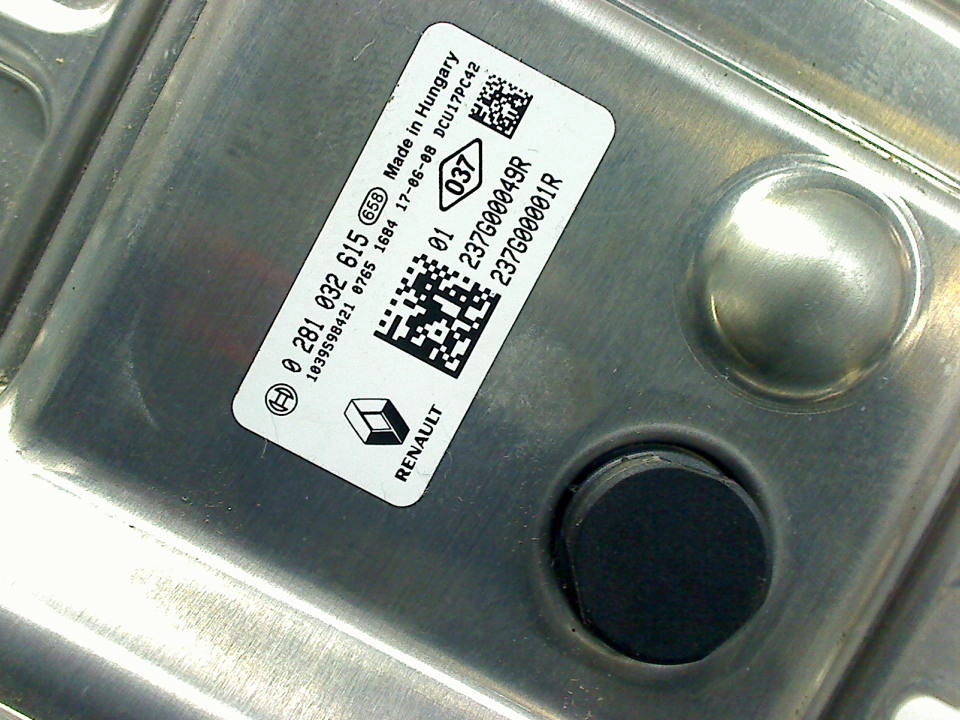 0 281 032 615 658 Made in Hungary
1039S98421 0765 1684 17-06-08 DCU17PC42
01
037
237G00049R
237G00001R
RENAULT